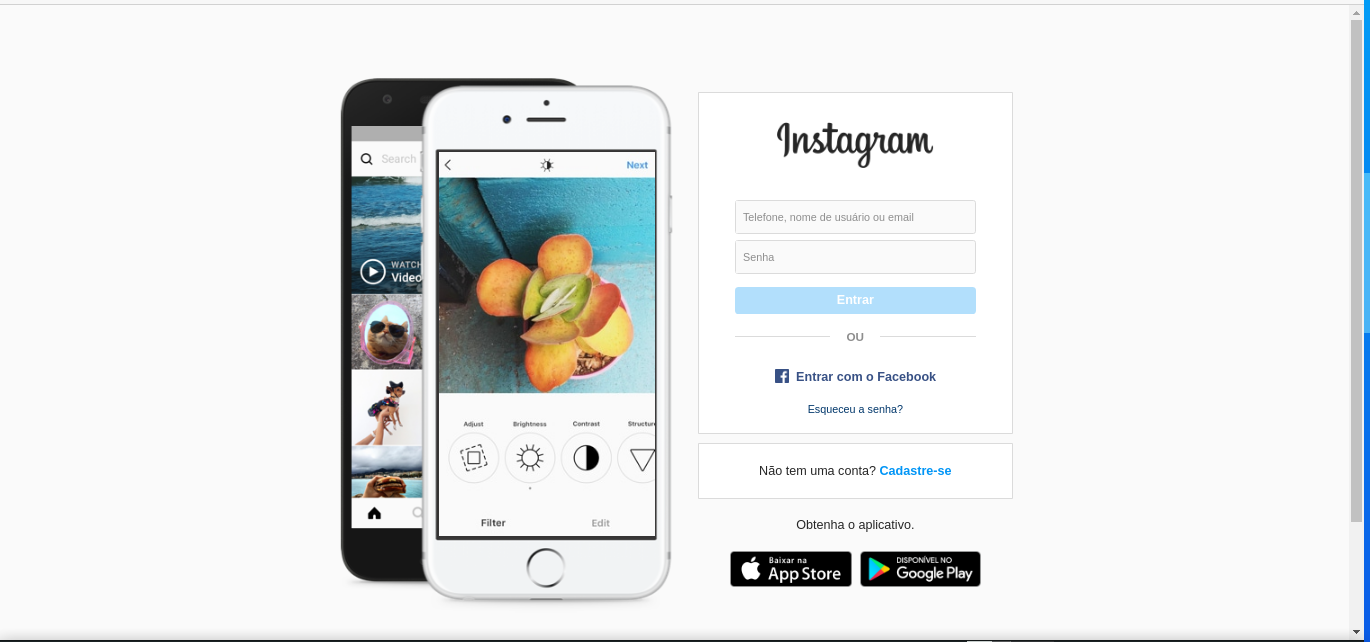 Search
WATCH
Video
Next
Adjust
Brightness
Contrast
Structure
Filter
Edit
Instagram
Telefone, nome de usuário ou email
Senha
Entrar
OU
Entrar com o Facebook
Esqueceu a senha?
Não tem uma conta? Cadastre-se
Obtenha o aplicativo.
Baixar na
App Store
DISPONÍVEL NO
Google Play